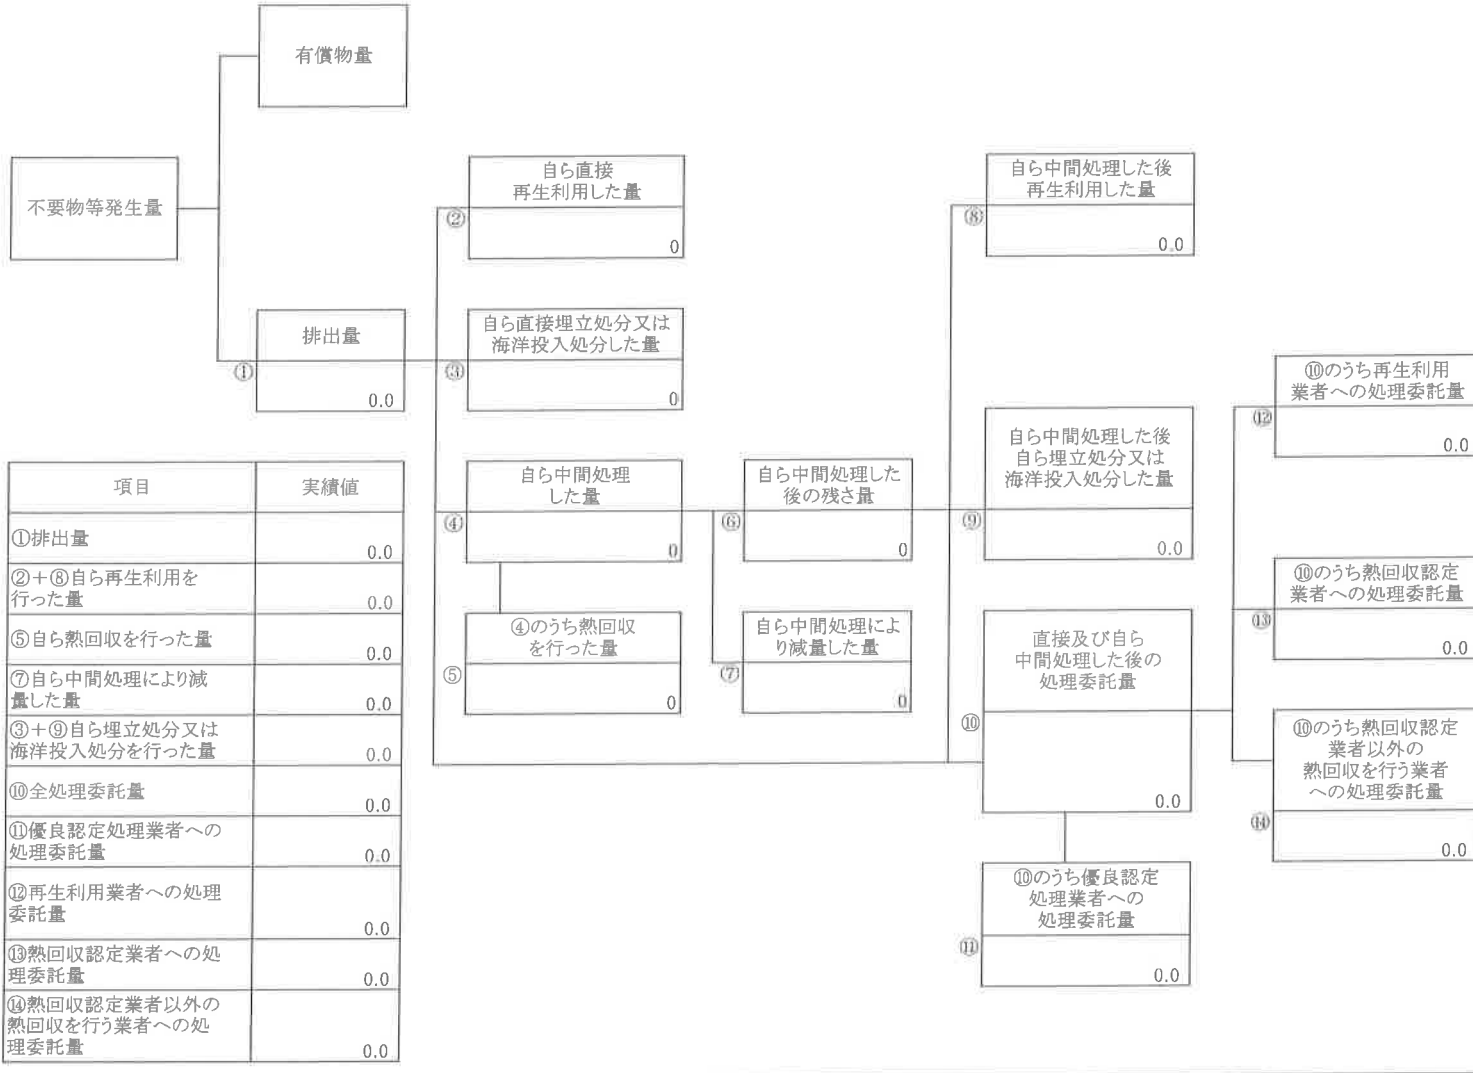 有償物量
不要物等発生量
排出量
①
0.0
自ら直接
再生利用した量
②
0
自ら直接埋立処分又は
海洋投入処分した量
③
0
自ら中間処理
した量
④
0
④のうち熱回収
を行った量
⑤
0
自ら中間処理した
後の残さ量
⑥
0
自ら中間処理によ
り減量した量
⑦
0
自ら中間処理した後
再生利用した量
⑧
0.0
自ら中間処理した後
自ら埋立処分又は
海洋投入処分した量
⑨
0.0
直接及び自ら
中間処理した後の
処理委託量
⑩
0.0
⑩のうち優良認定
処理業者への
処理委託量
⑪
0.0
⑩のうち再生利用
業者への処理委託量
⑫
0.0
⑩のうち熱回収認定
業者への処理委託量
⑬
0.0
⑩のうち熱回収認定
業者以外の
熱回収を行う業者
への処理委託量
⑭
0.0
項目 実績値
①排出量
0.0
②+⑧自ら再生利用を
行った量
0.0
⑤自ら熱回収を行った量
0.0
⑦自ら中間処理により減
量した量
0.0
③+⑨自ら埋立処分又は
海洋投入処分を行った量
0.0
⑩全処理委託量
0.0
⑪優良認定処理業者への
処理委託量
0.0
⑫再生利用業者への処理
委託量
0.0
⑬熱回収認定業者への処
理委託量
0.0
⑭熱回収認定業者以外の
熱回収を行う業者への処
理委託量
0.0